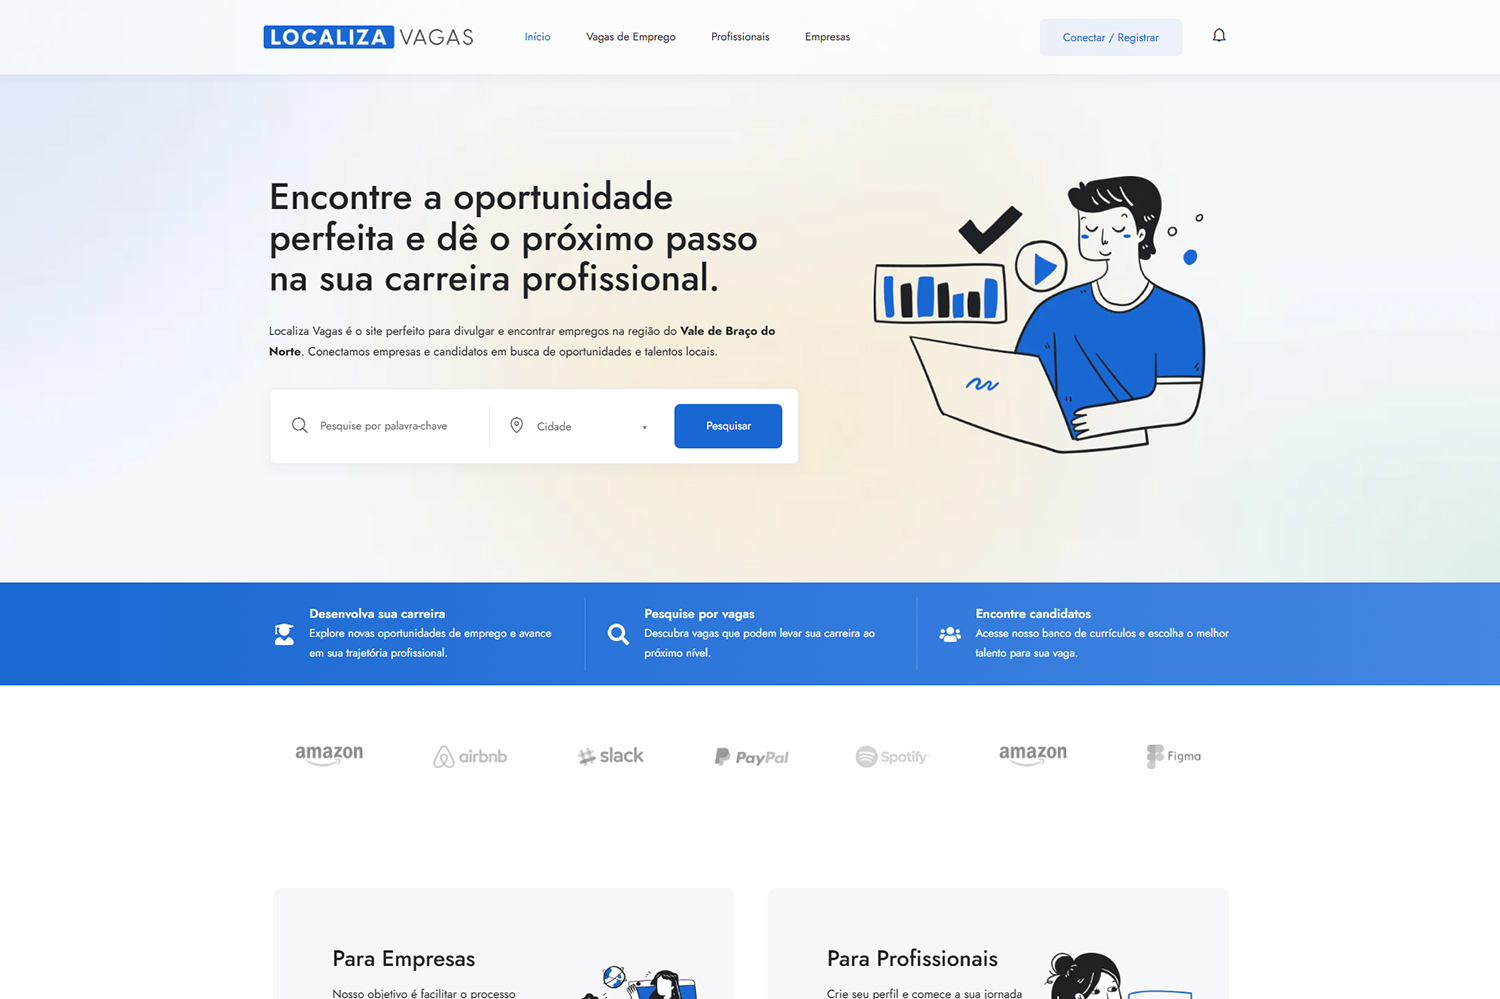 LOCALIZA VAGAS
Início
Vagas de Emprego
Profissionais
Empresas
Conectar / Registrar
Encontre a oportunidade
perfeita e dê o próximo passo
na sua carreira profissional.
Localiza Vagas é o site perfeito para divulgar e encontrar empregos na região do Vale de Braço do
Norte. Conectamos empresas e candidatos em busca de oportunidades e talentos locais.
Pesquise por palavra-chave
Cidade
Pesquisar
Desenvolva sua carreira
Explore novas oportunidades de emprego e avance
em sua trajetória profissional.
Pesquise por vagas
Descubra vagas que podem levar sua carreira ao
próximo nível.
Encontre candidatos
Acesse nosso banco de currículos e escolha o melhor
talento para sua vaga.
amazon
airbnb
slack
PayPal
Spotify
amazon
Figma
Para Empresas
Nosso objetivo é facilitar o processo
Para Profissionais
Crie seu perfil e comece a sua jornada